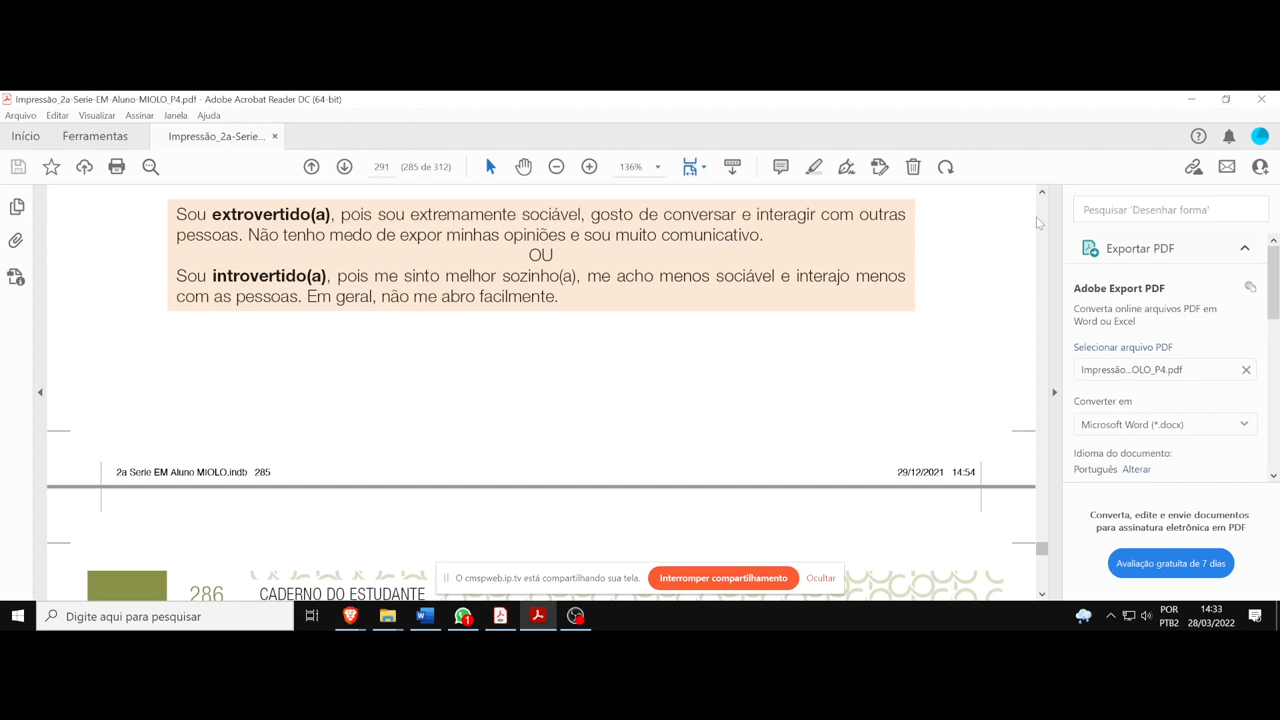 Impressão_2a-Serie-EM-Aluno-MIOLO_P4.pdf - Adobe Acrobat Reader DC (64-bit)
Arquivo Editar Visualizar Assinar Janela Ajuda
Início Ferramentas Impressão_2a-Serie...
291 (285 de 312) 136%
Sou extrovertido(a), pois sou extremamente sociável, gosto de conversar e interagir com outras
pessoas. Não tenho medo de expor minhas opiniões e sou muito comunicativo.
OU
Sou introvertido(a), pois me sinto melhor sozinho(a), me acho menos sociável e interajo menos
com as pessoas. Em geral, não me abro facilmente.
2a Serie EM Aluno MIOLO.indb 285 29/12/2021 14:54
286 CADERNO DO ESTUDANTE
Pesquisar 'Desenhar forma'
Exportar PDF
Adobe Export PDF
Converta online arquivos PDF em
Word ou Excel
Selecionar arquivo PDF
Impressão...OLO_P4.pdf
Converter em
Microsoft Word (*.docx)
Idioma do documento:
Português Alterar
Converta, edite e envie documentos
para assinatura eletrônica em PDF
Avaliação gratuita de 7 dias
O cmspweb.ip.tv está compartilhando sua tela. Interromper compartilhamento Ocultar
Digite aqui para pesquisar
1
POR
PTB2
14:33
28/03/2022